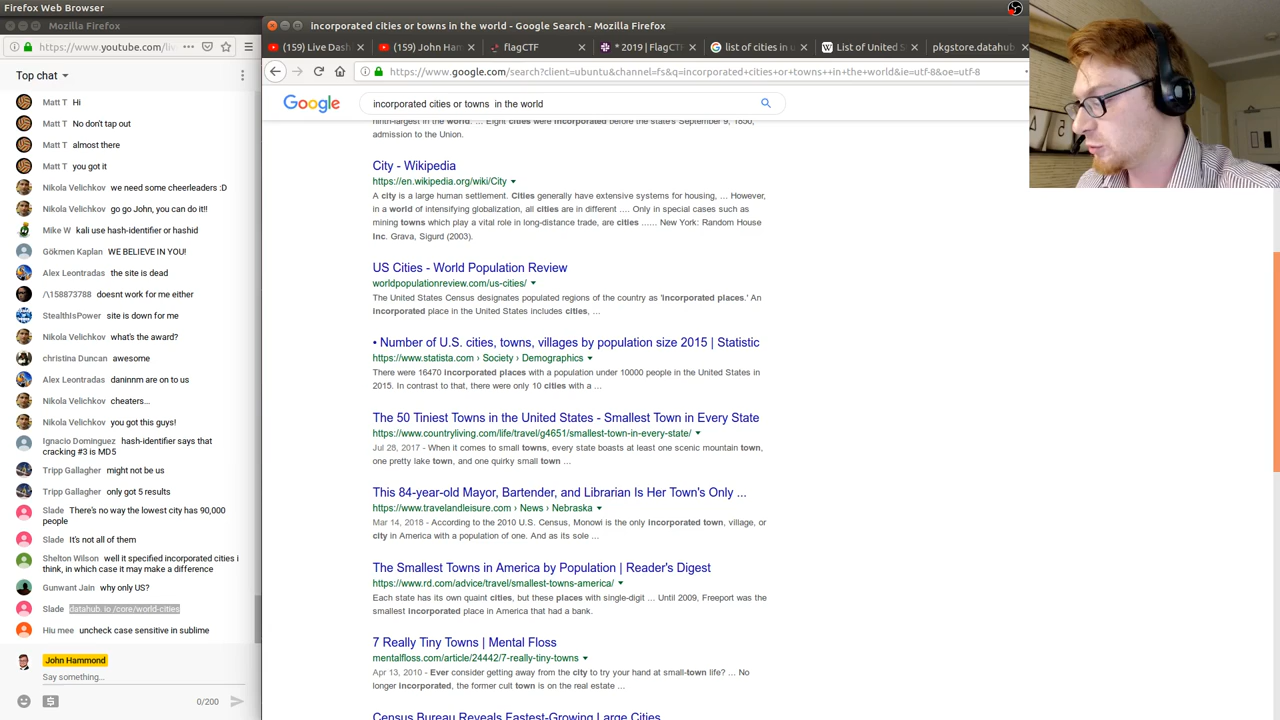 Firefox Web Browser
Mozilla Firefox
https://www.youtube.com/liv
Top chat
Matt T Hi
Matt T No don't tap out
Matt T almost there
Matt T you got it
Nikola Velichkov we need some cheerleaders :D
Nikola Velichkov go go John, you can do it!!
Mike W kali use hash-identifier or hashid
Gökmen Kaplan WE BELIEVE IN YOU!
Alex Leontradas the site is dead
/\158873788 doesnt work for me either
StealthIsPower site is down for me
Nikola Velichkov what's the award?
christina Duncan awesome
Alex Leontradas daninnm are on to us
Nikola Velichkov cheaters...
Nikola Velichkov you got this guys!
Ignacio Dominguez hash-identifier says that
cracking #3 is MD5
Tripp Gallagher might not be us
Tripp Gallagher only got 5 results
Slade There's no way the lowest city has 90,000
people
Slade It's not all of them
Shelton Wilson well it specified incorporated cities i
think, in which case it may make a difference
Gunwant Jain why only US?
Slade datahub. io /core/world-cities
Hiu mee uncheck case sensitive in sublime
John Hammond
Say something...
0/200
incorporated cities or towns in the world - Google Search - Mozilla Firefox
(159) Live Das
(159) John Ham
flagCTF
* 2019 | FlagCT
list of cities in u
List of United S
pkgstore.datahub.
https://www.google.com/search?client=ubuntu&channel=fs&q=incorporated+cities+or+towns++in+the+world&ie=utf-8&oe=utf-8
Google
incorporated cities or towns  in the world
ninth-largest in the world. ... Eight cities were incorporated before the state's September 9, 1850,
admission to the Union.
City - Wikipedia
https://en.wikipedia.org/wiki/City
A city is a large human settlement. Cities generally have extensive systems for housing, ... However,
in a world of intensifying globalization, all cities are in different .... Only in special cases such as
mining towns which play a vital role in long-distance trade, are cities ...... New York: Random House
Inc. Grava, Sigurd (2003).
US Cities - World Population Review
worldpopulationreview.com/us-cities/
The United States Census designates populated regions of the country as 'incorporated places.' An
incorporated place in the United States includes cities, ...
• Number of U.S. cities, towns, villages by population size 2015 | Statistic
https://www.statista.com › Society › Demographics
There were 16470 incorporated places with a population under 10000 people in the United States in
2015. In contrast to that, there were only 10 cities with a ...
The 50 Tiniest Towns in the United States - Smallest Town in Every State
https://www.countryliving.com/life/travel/g4651/smallest-town-in-every-state/
Jul 28, 2017 - When it comes to small towns, every state boasts at least one scenic mountain town,
one pretty lake town, and one quirky small town ...
This 84-year-old Mayor, Bartender, and Librarian Is Her Town's Only ...
https://www.travelandleisure.com › News › Nebraska
Mar 14, 2018 - According to the 2010 U.S. Census, Monowi is the only incorporated town, village, or
city in America with a population of one. And as its sole ...
The Smallest Towns in America by Population | Reader's Digest
https://www.rd.com/advice/travel/smallest-towns-america/
Each state has its own quaint cities, but these places with single-digit ... Until 2009, Freeport was the
smallest incorporated place in America that had a bank.
7 Really Tiny Towns | Mental Floss
mentalfloss.com/article/24442/7-really-tiny-towns
Apr 13, 2010 - Ever consider getting away from the city to try your hand at small-town life? ... No
longer incorporated, the former cult town is on the real estate ...
Census Bureau Reveals Fastest-Growing Large Cities